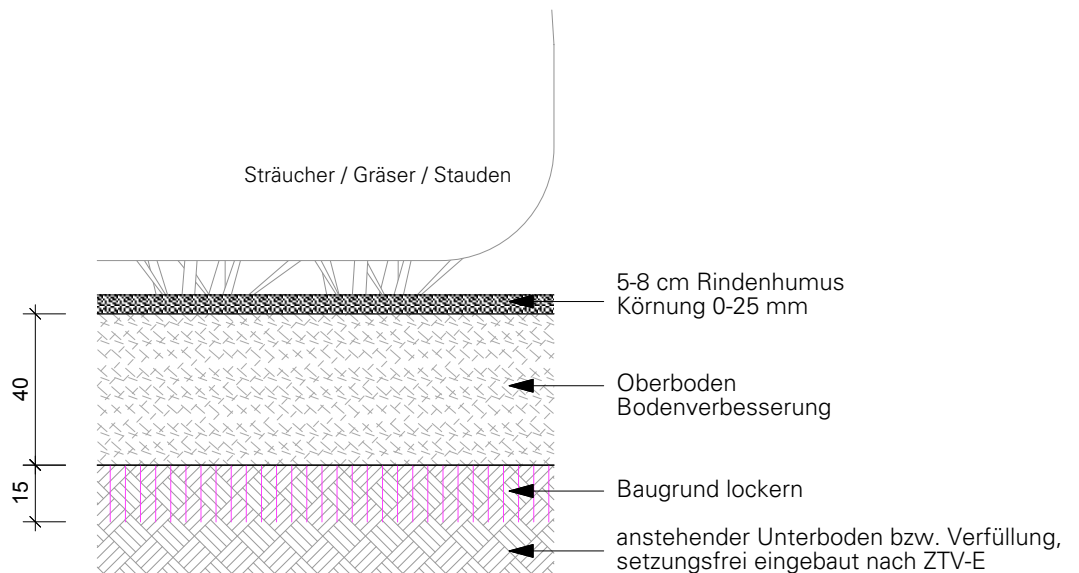 Sträucher / Gräser / Stauden
5-8 cm Rindenhumus
Körnung 0-25 mm
40
Oberboden
Bodenverbesserung
15
Baugrund lockern
anstehender Unterboden bzw. Verfüllung,
setzungsfrei eingebaut nach ZTV-E